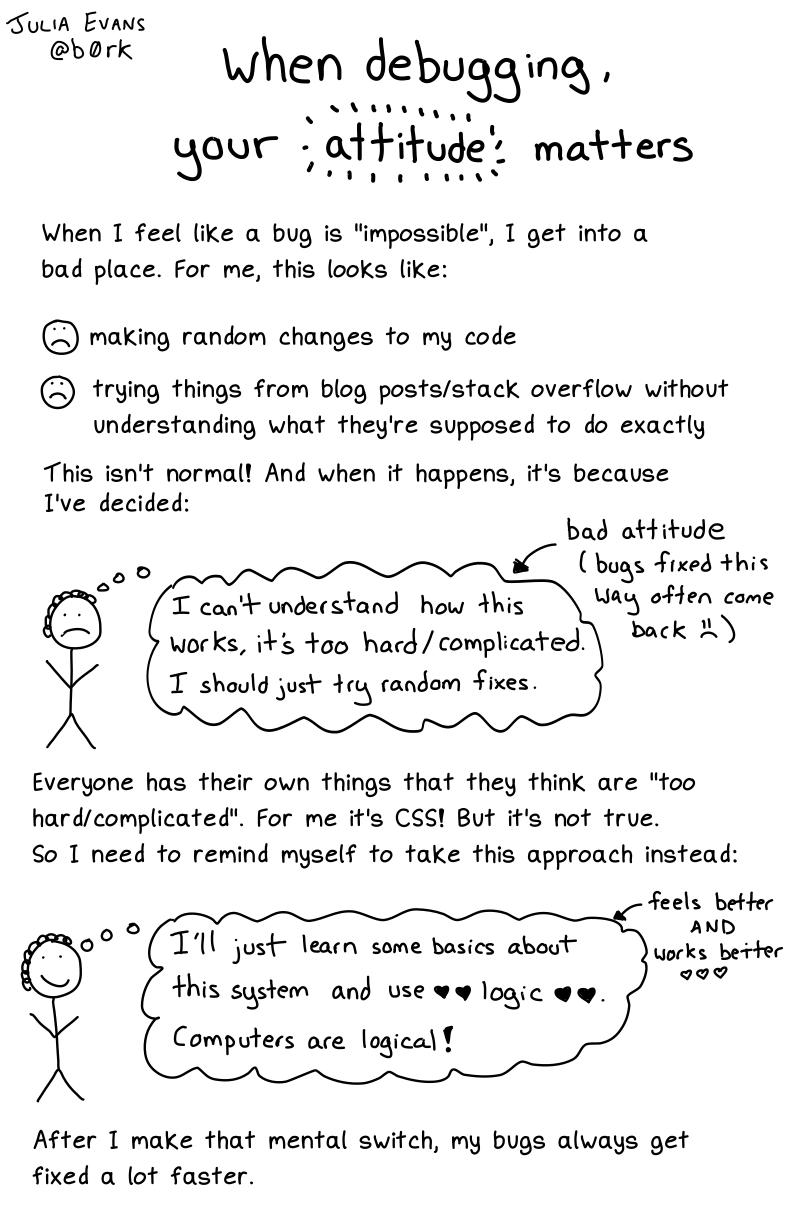 JULIA EVANS
@b0rk
When debugging,
your attitude matters
When I feel like a bug is "impossible", I get into a
bad place. For me, this looks like:
making random changes to my code
trying things from blog posts/stack overflow without
understanding what they're supposed to do exactly
This isn't normal! And when it happens, it's because
I've decided:
bad attitude
(bugs fixed this
way often come
back :()
I can't understand how this
works, it's too hard/complicated.
I should just try random fixes.
Everyone has their own things that they think are "too
hard/complicated". For me it's CSS! But it's not true.
So I need to remind myself to take this approach instead:
feels better
AND
works better
♡♡♡
I'll just learn some basics about
this system and use ♥♥ logic ♥♥.
Computers are logical!
After I make that mental switch, my bugs always get
fixed a lot faster.